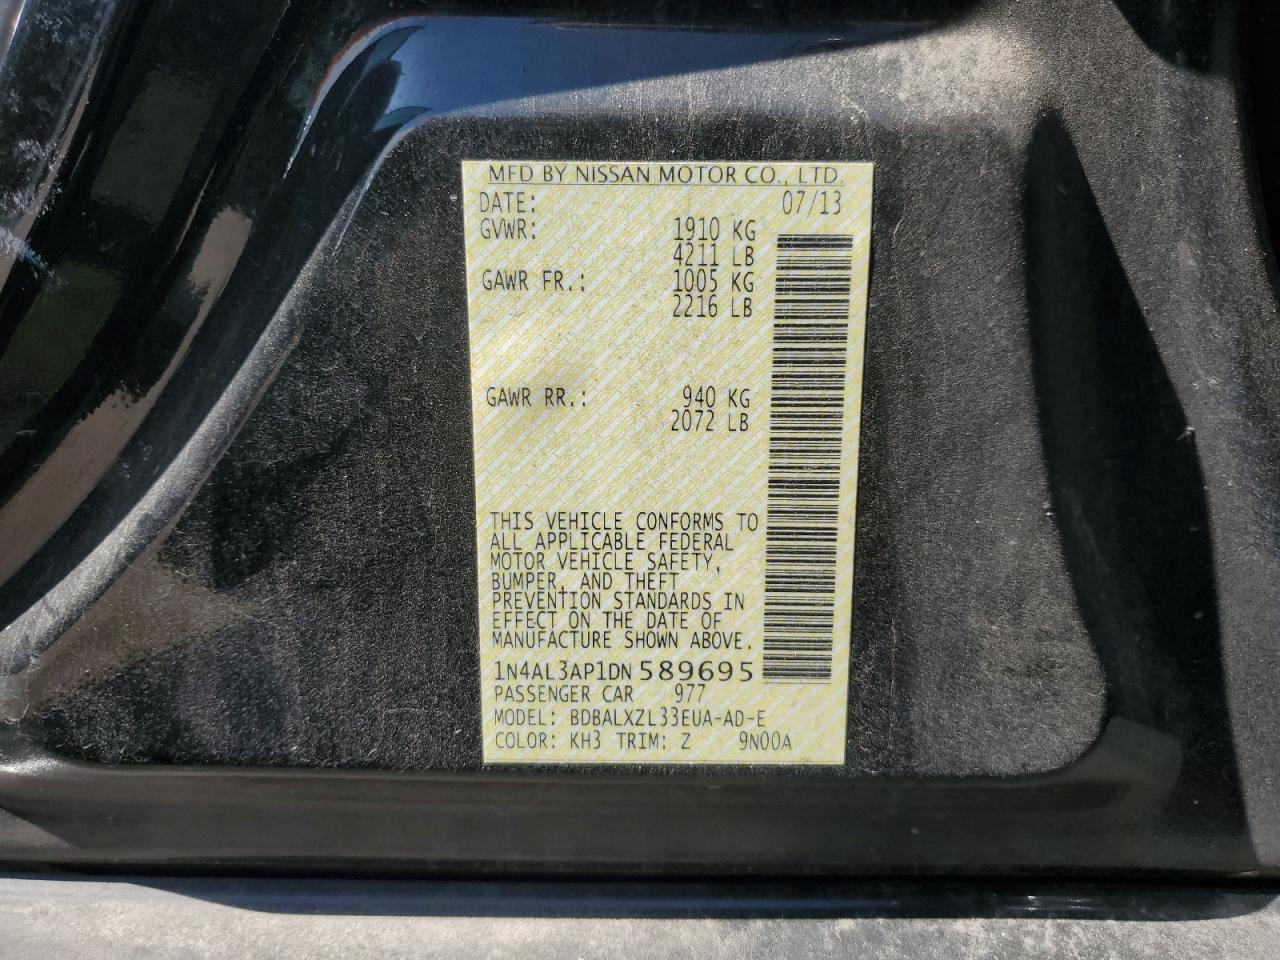 MFD BY NISSAN MOTOR CO., LTD.
DATE: 07/13
GVWR: 1910 KG
4211 LB
GAWR FR.: 1005 KG
2216 LB
GAWR RR.: 940 KG
2072 LB
THIS VEHICLE CONFORMS TO
ALL APPLICABLE FEDERAL
MOTOR VEHICLE SAFETY,
BUMPER, AND THEFT
PREVENTION STANDARDS IN
EFFECT ON THE DATE OF
MANUFACTURE SHOWN ABOVE.
1N4AL3AP1DN589695
PASSENGER CAR 977
MODEL: BDBALXZL33EUA-AD-E
COLOR: KH3 TRIM: Z 9N00A